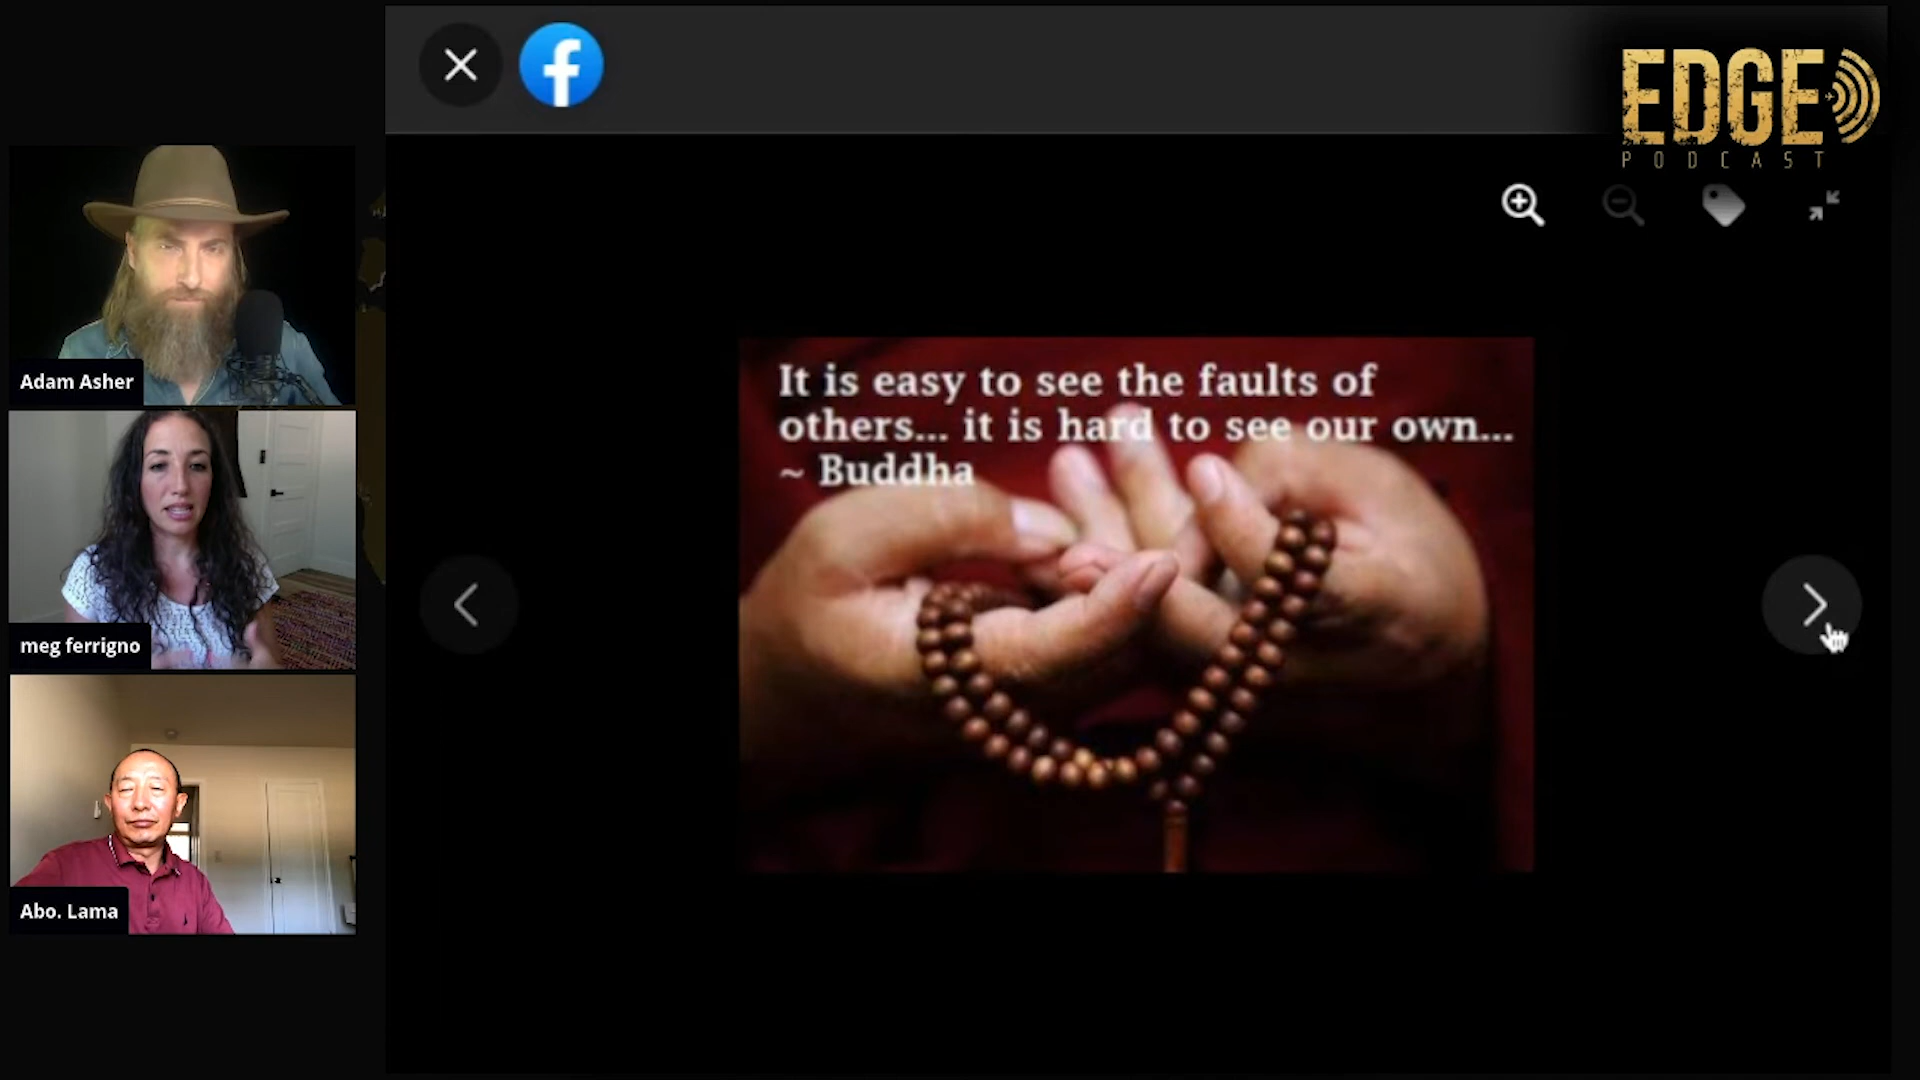 EDGE
PODCAST
Adam Asher
meg ferrigno
Abo. Lama
It is easy to see the faults of
others... it is hard to see our own...
~ Buddha